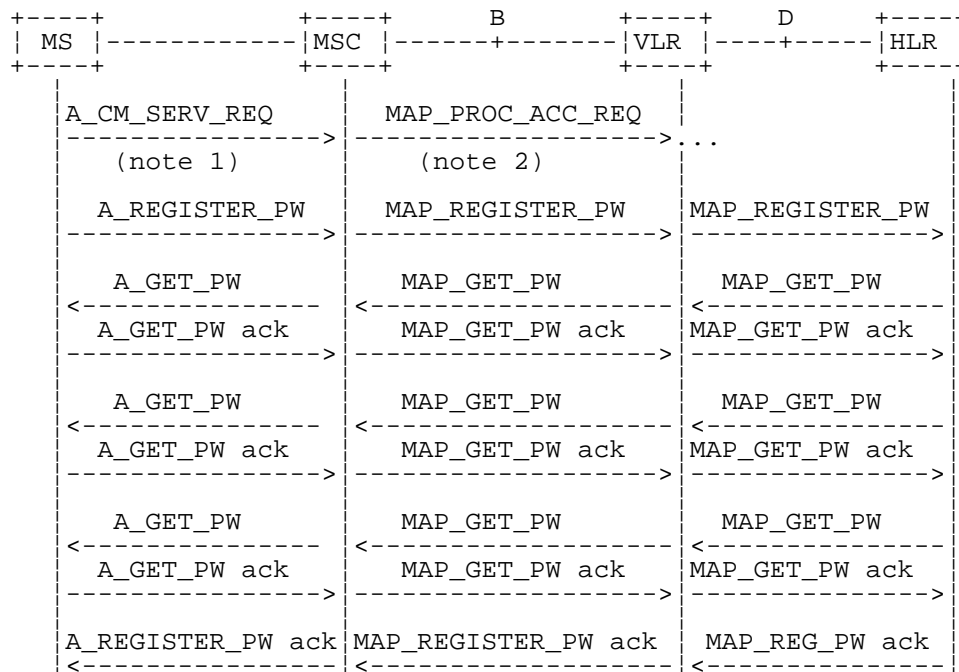 B D
MS MSC VLR HLR
A_CM_SERV_REQ MAP_PROC_ACC_REQ
...
(note 1) (note 2)
A_REGISTER_PW MAP_REGISTER_PW MAP_REGISTER_PW
A_GET_PW MAP_GET_PW MAP_GET_PW
A_GET_PW ack MAP_GET_PW ack MAP_GET_PW ack
A_GET_PW MAP_GET_PW MAP_GET_PW
A_GET_PW ack MAP_GET_PW ack MAP_GET_PW ack
A_GET_PW MAP_GET_PW MAP_GET_PW
A_GET_PW ack MAP_GET_PW ack MAP_GET_PW ack
A_REGISTER_PW ack MAP_REGISTER_PW ack MAP_REG_PW ack